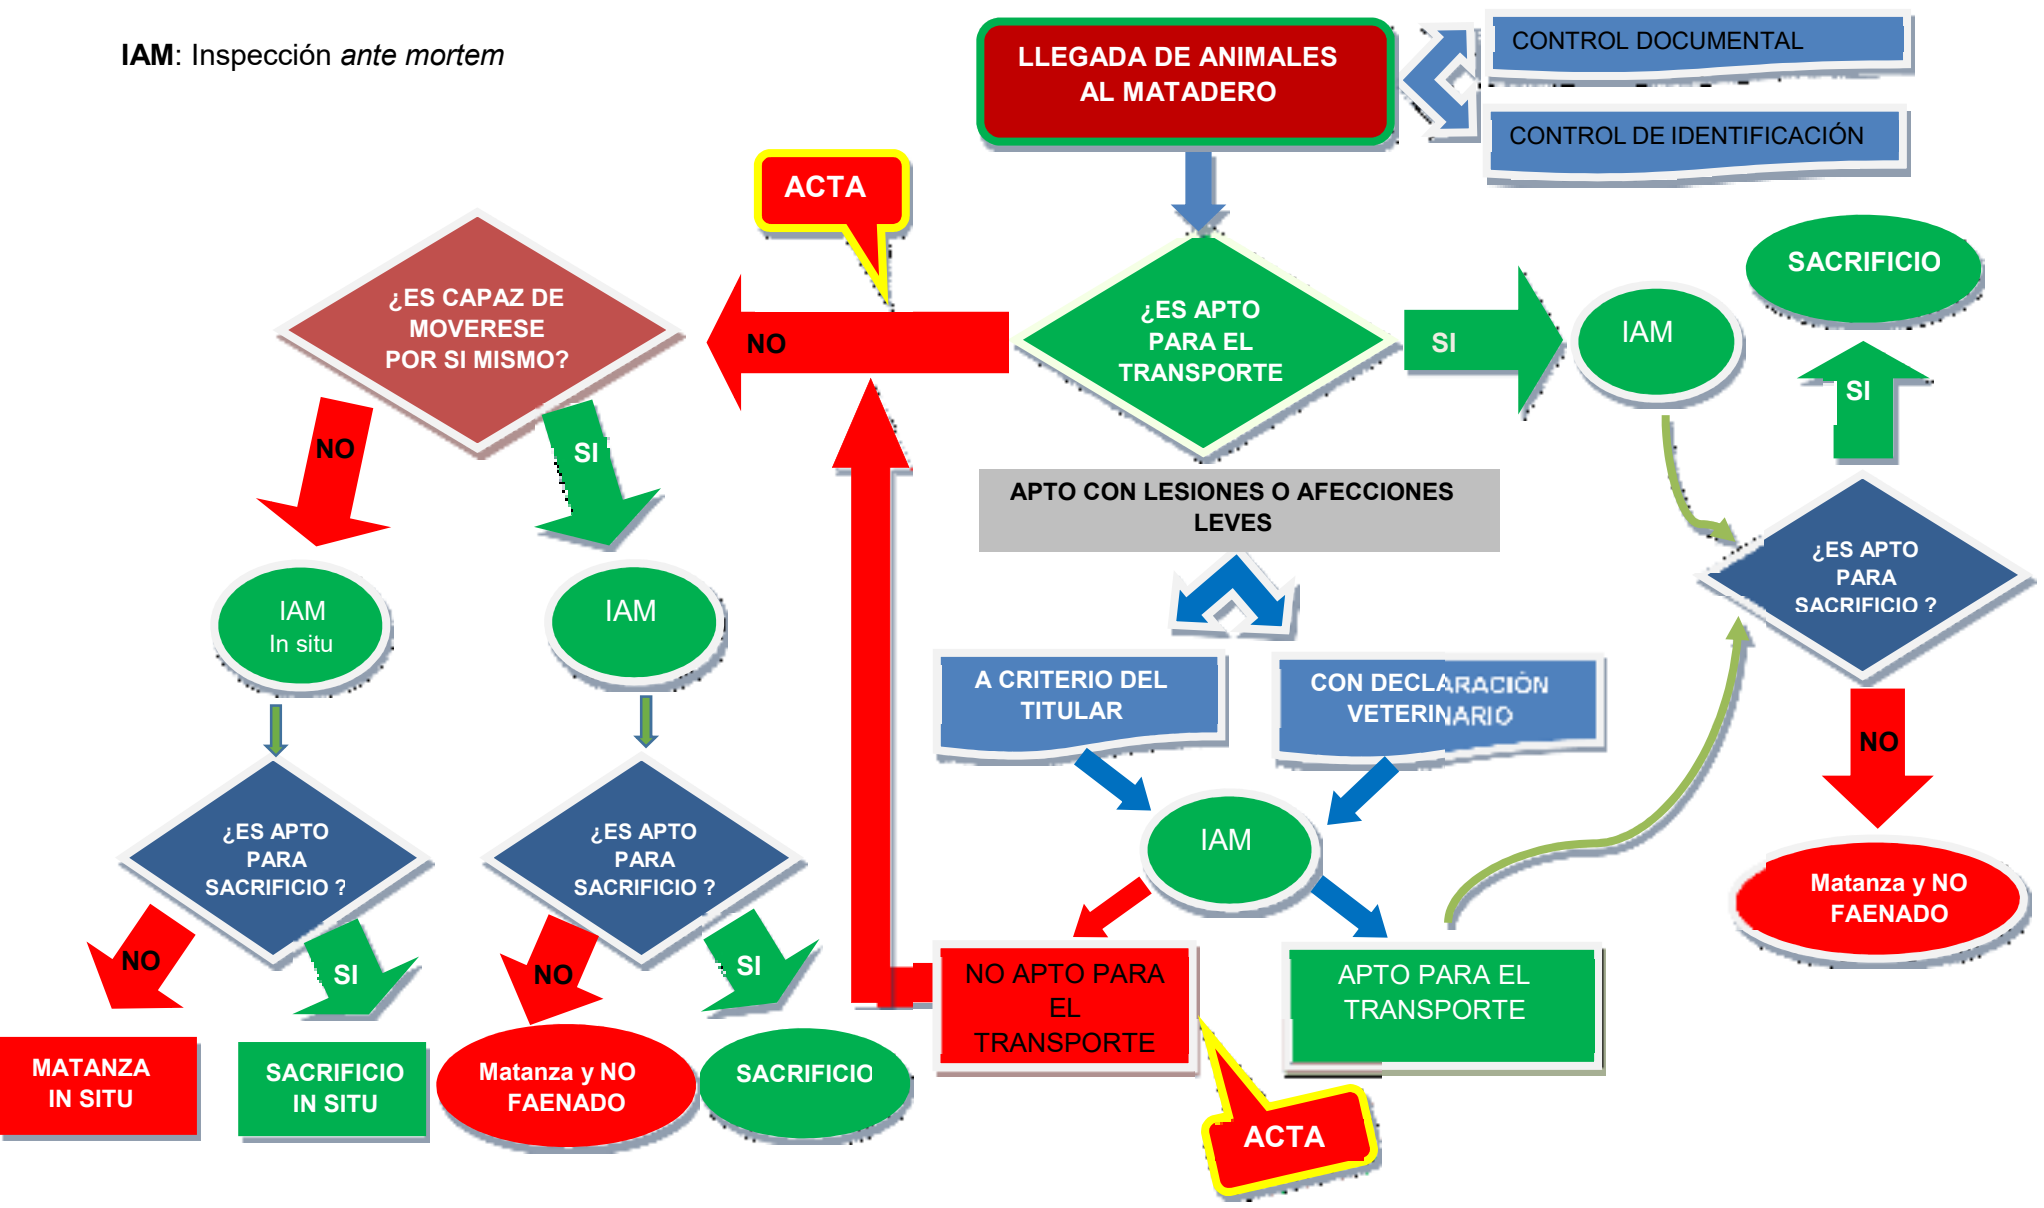 IAM: Inspección ante mortem
LLEGADA DE ANIMALES
AL MATADERO
CONTROL DOCUMENTAL
CONTROL DE IDENTIFICACIÓN
ACTA
¿ES CAPAZ DE
MOVERESE
POR SI MISMO?
NO
¿ES APTO
PARA EL
TRANSPORTE
SI
IAM
SACRIFICIO
SI
NO
SI
APTO CON LESIONES O AFECCIONES
LEVES
¿ES APTO
PARA
SACRIFICIO ?
IAM
In situ
IAM
A CRITERIO DEL
TITULAR
CON DECLARACIÓN
VETERINARIO
NO
¿ES APTO
PARA
SACRIFICIO ?
¿ES APTO
PARA
SACRIFICIO ?
IAM
Matanza y NO
FAENADO
NO
SI
NO
SI
NO APTO PARA
EL
TRANSPORTE
APTO PARA EL
TRANSPORTE
MATANZA
IN SITU
SACRIFICIO
IN SITU
Matanza y NO
FAENADO
SACRIFICIO
ACTA